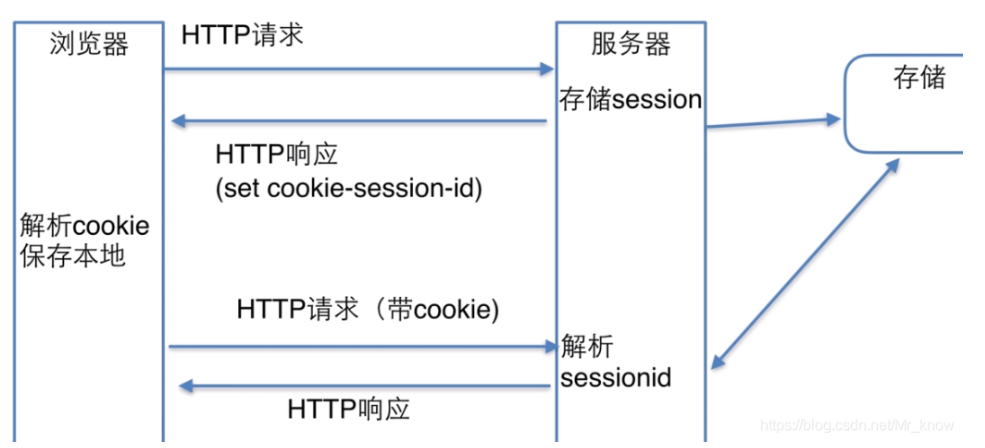 浏览器
HTTP请求
服务器
存储
存储session
HTTP响应
(set cookie-session-id)
解析cookie
保存本地
HTTP请求（带cookie)
解析
sessionid
HTTP响应
https://blog.csdn.net/Mr_know